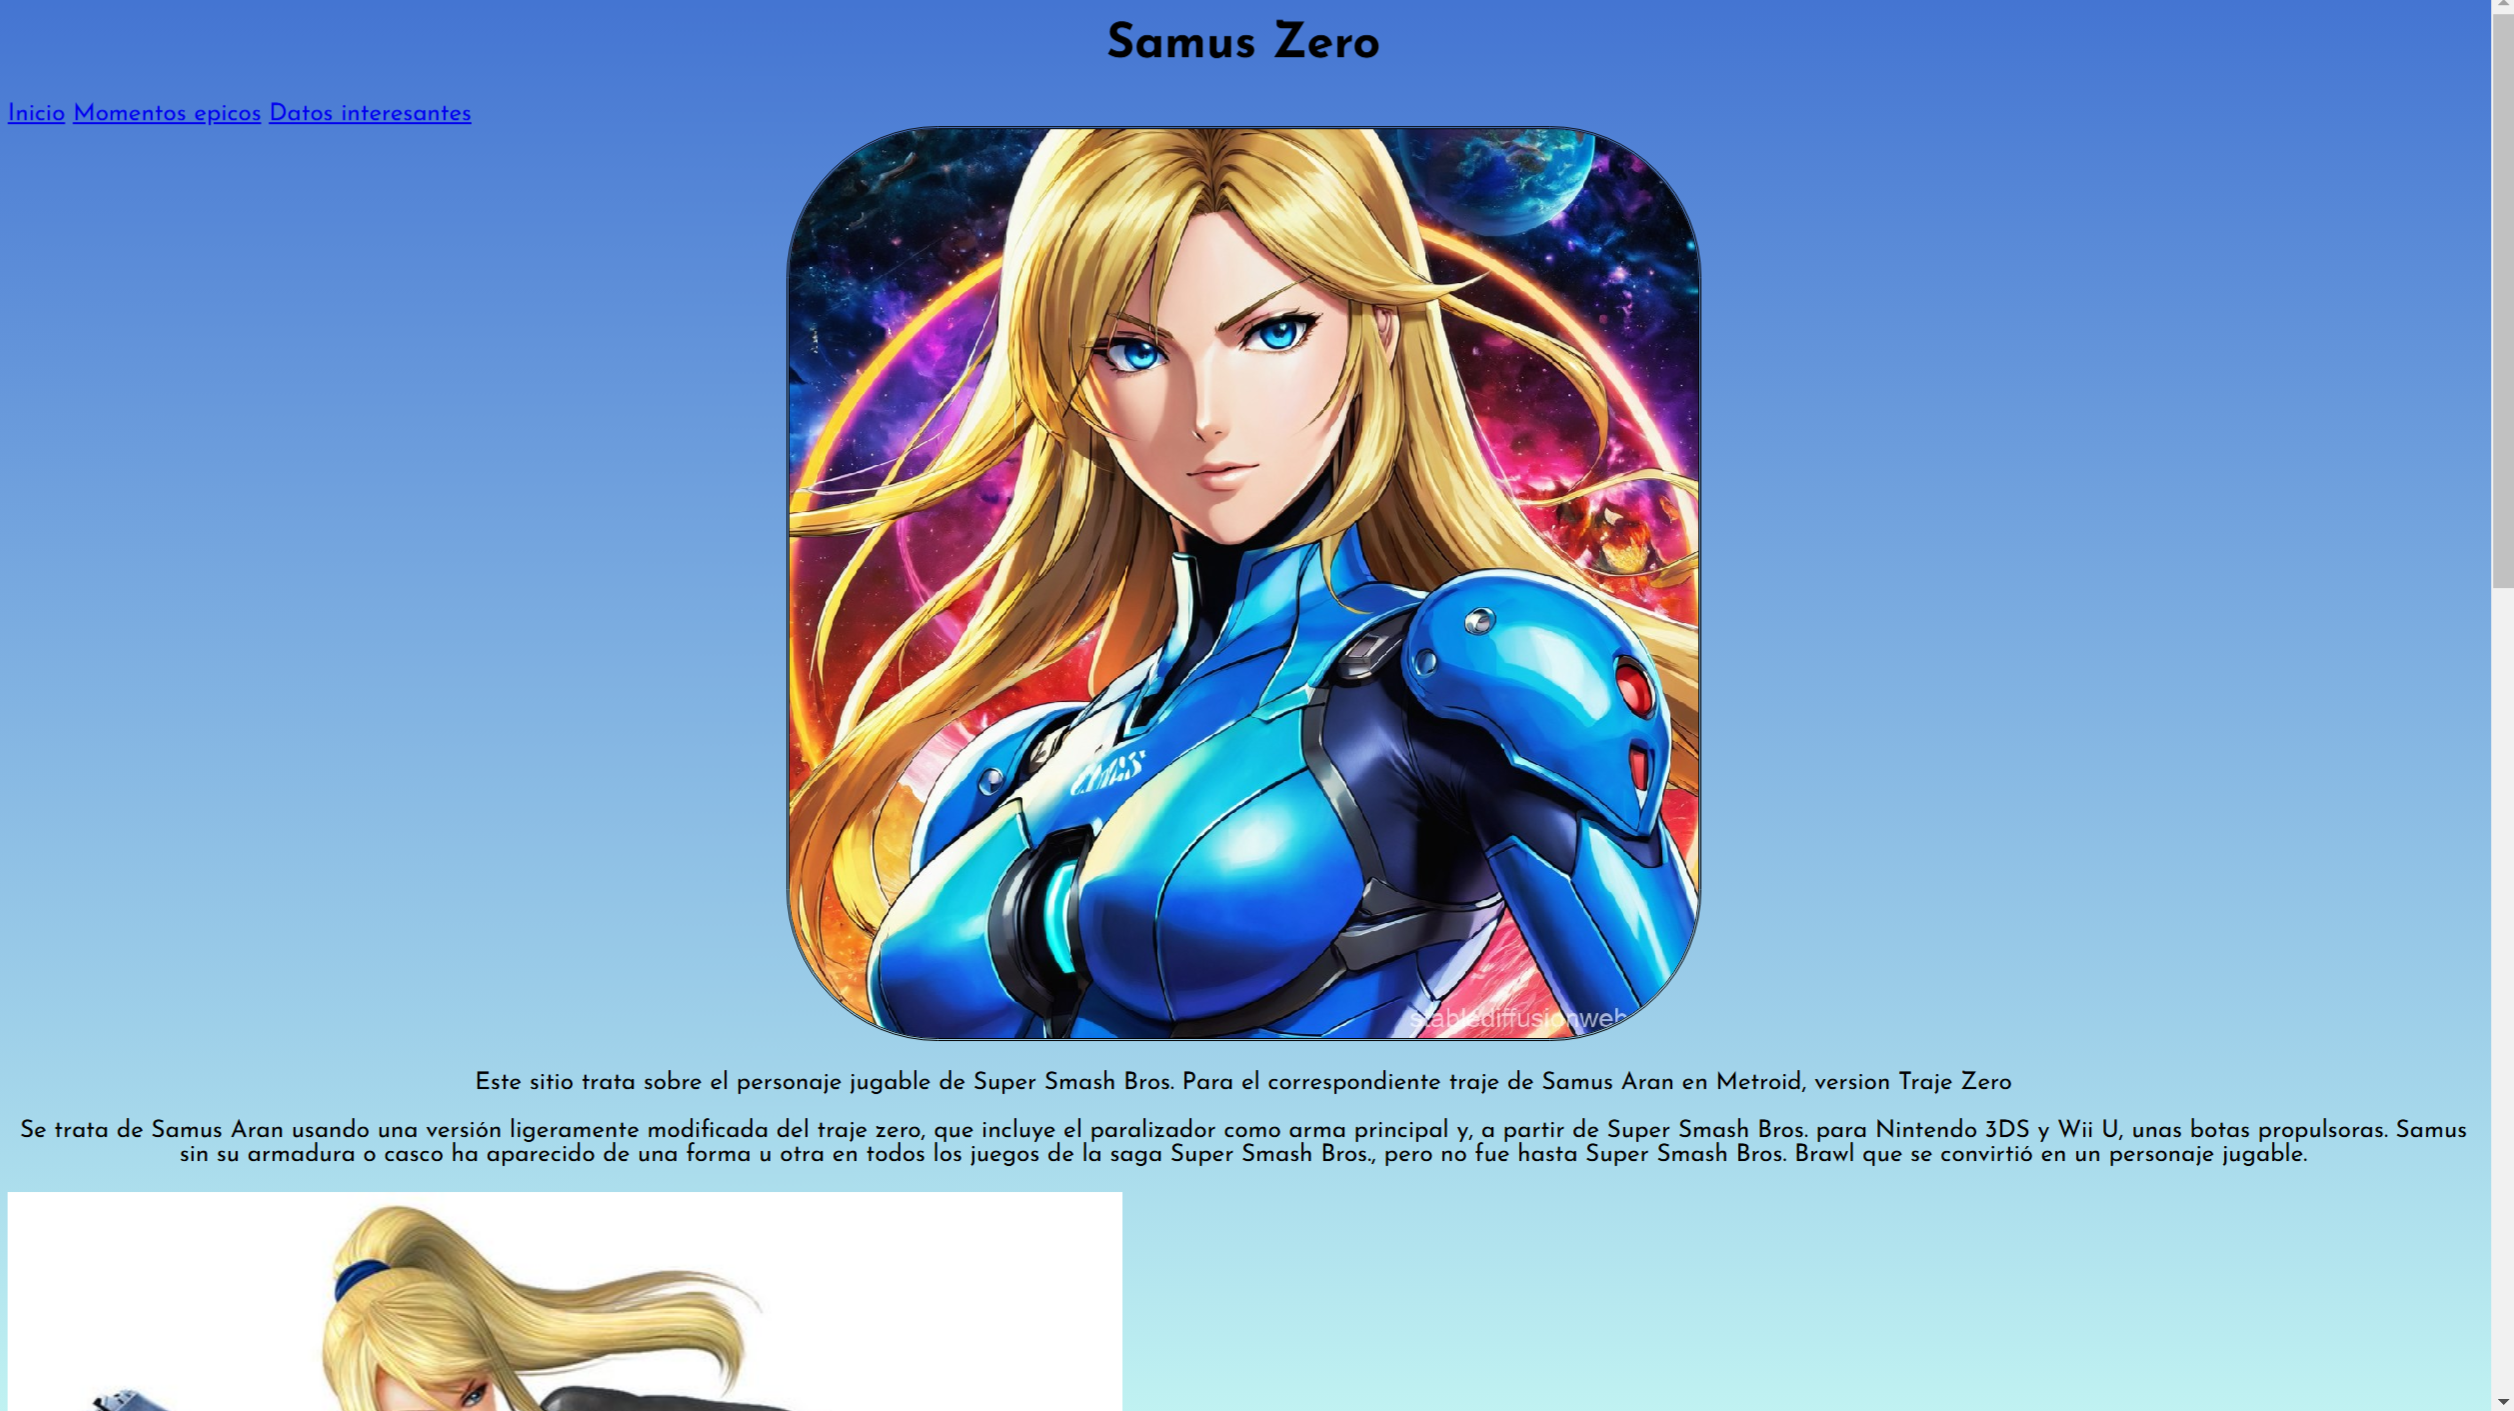 Samus Zero
Inicio Momentos epicos Datos interesantes
stablediffusionweb
Este sitio trata sobre el personaje jugable de Super Smash Bros. Para el correspondiente traje de Samus Aran en Metroid, version Traje Zero
Se trata de Samus Aran usando una versión ligeramente modificada del traje zero, que incluye el paralizador como arma principal y, a partir de Super Smash Bros. para Nintendo 3DS y Wii U, unas botas propulsoras. Samus
sin su armadura o casco ha aparecido de una forma u otra en todos los juegos de la saga Super Smash Bros., pero no fue hasta Super Smash Bros. Brawl que se convirtió en un personaje jugable.